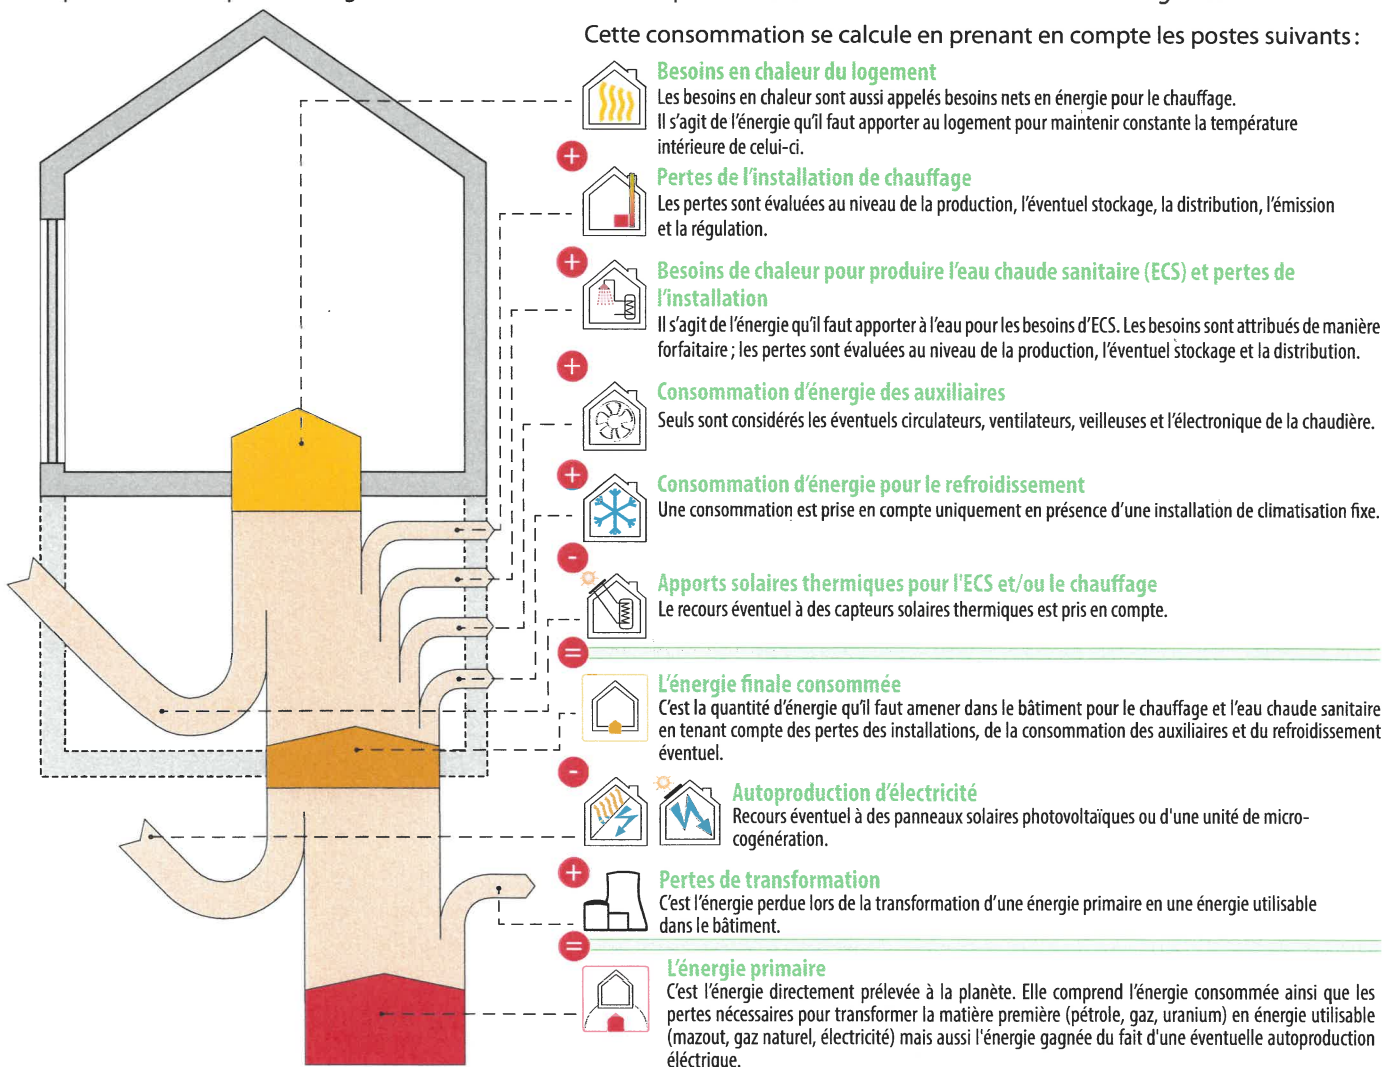 Cette consommation se calcule en prenant en compte les postes suivants :
Besoins en chaleur du logement
Les besoins en chaleur sont aussi appelés besoins nets en énergie pour le chauffage.
Il s'agit de l'énergie qu'il faut apporter au logement pour maintenir constante la température
intérieure de celui-ci.
+
Pertes de l'installation de chauffage
Les pertes sont évaluées au niveau de la production, l'éventuel stockage, la distribution, l'émission
et la régulation.
+
Besoins de chaleur pour produire l'eau chaude sanitaire (ECS) et pertes de
l'installation
Il s'agit de l'énergie qu'il faut apporter à l'eau pour les besoins d'ECS. Les besoins sont attribués de manière
forfaitaire ; les pertes sont évaluées au niveau de la production, l'éventuel stockage et la distribution.
+
Consommation d'énergie des auxiliaires
Seuls sont considérés les éventuels circulateurs, ventilateurs, veilleuses et l'électronique de la chaudière.
+
Consommation d'énergie pour le refroidissement
Une consommation est prise en compte uniquement en présence d'une installation de climatisation fixe.
-
Apports solaires thermiques pour l'ECS et/ou le chauffage
Le recours éventuel à des capteurs solaires thermiques est pris en compte.
=
L'énergie finale consommée
C'est la quantité d'énergie qu'il faut amener dans le bâtiment pour le chauffage et l'eau chaude sanitaire
en tenant compte des pertes des installations, de la consommation des auxiliaires et du refroidissement
éventuel.
-
Autoproduction d'électricité
Recours éventuel à des panneaux solaires photovoltaïques ou d'une unité de micro-
cogénération.
+
Pertes de transformation
C'est l'énergie perdue lors de la transformation d'une énergie primaire en une énergie utilisable
dans le bâtiment.
=
L'énergie primaire
C'est l'énergie directement prélevée à la planète. Elle comprend l'énergie consommée ainsi que les
pertes nécessaires pour transformer la matière première (pétrole, gaz, uranium) en énergie utilisable
(mazout, gaz naturel, électricité) mais aussi l'énergie gagnée du fait d'une éventuelle autoproduction
éléctrique.